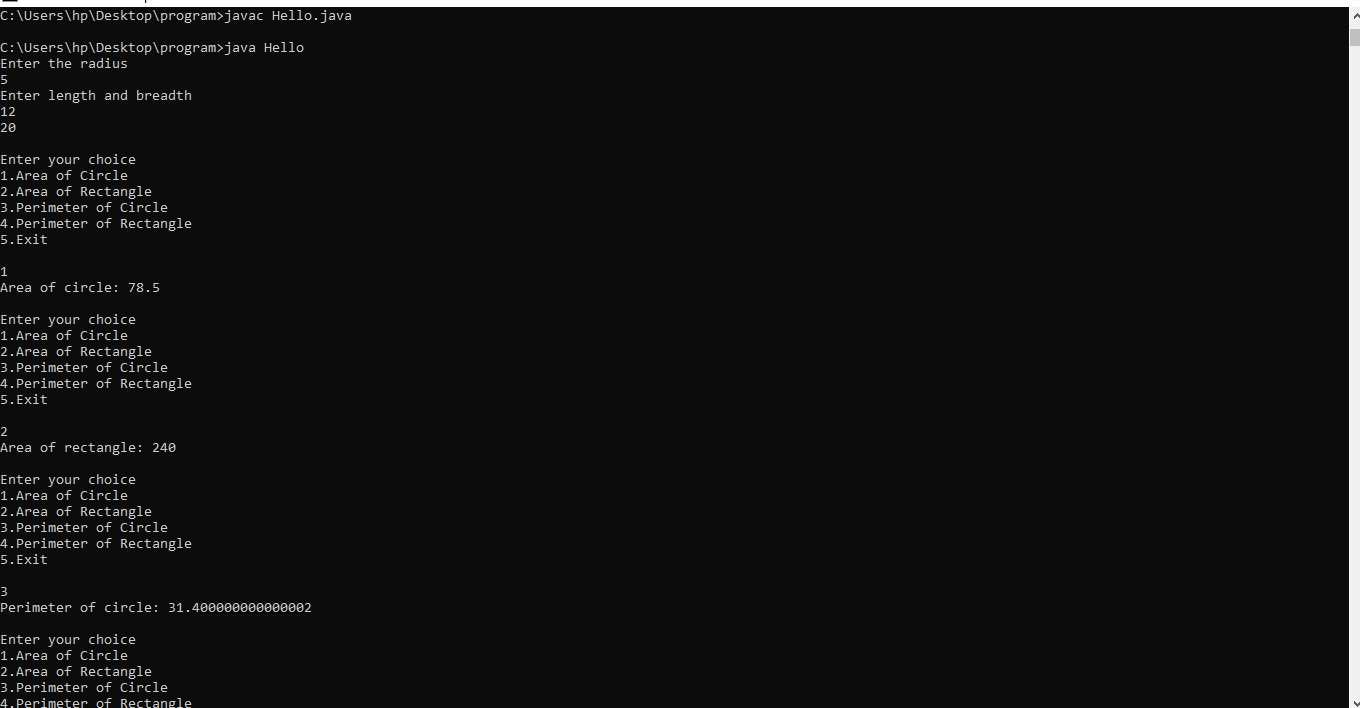 C:\Users\hp\Desktop\program>javac Hello.java
C:\Users\hp\Desktop\program>java Hello
Enter the radius
5
Enter length and breadth
12
20
Enter your choice
1.Area of Circle
2.Area of Rectangle
3.Perimeter of Circle
4.Perimeter of Rectangle
5.Exit
1
Area of circle: 78.5
Enter your choice
1.Area of Circle
2.Area of Rectangle
3.Perimeter of Circle
4.Perimeter of Rectangle
5.Exit
2
Area of rectangle: 240
Enter your choice
1.Area of Circle
2.Area of Rectangle
3.Perimeter of Circle
4.Perimeter of Rectangle
5.Exit
3
Perimeter of circle: 31.400000000000002
Enter your choice
1.Area of Circle
2.Area of Rectangle
3.Perimeter of Circle
4.Perimeter of Rectangle